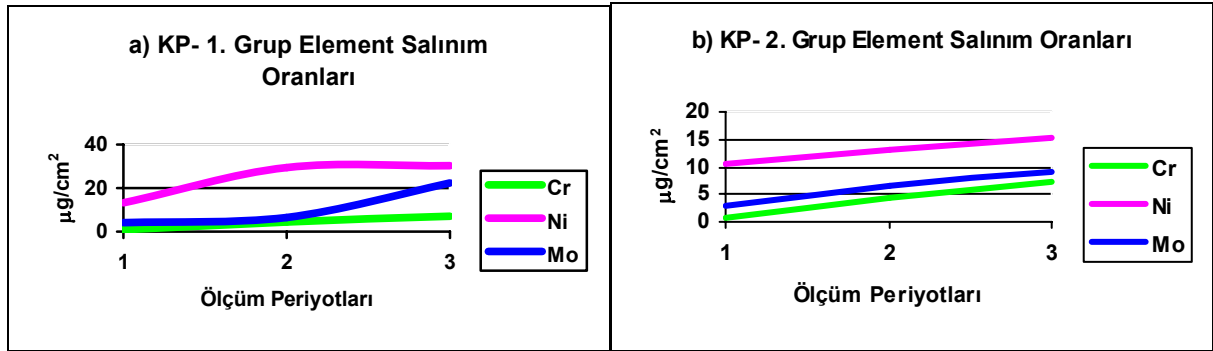 a) KP- 1. Grup Element Salınım
Oranları
µg/cm²
40
20
0
1
2
3
Ölçüm Periyotları
Cr
Ni
Mo
b) KP- 2. Grup Element Salınım Oranları
µg/cm²
20
15
10
5
0
1
2
3
Ölçüm Periyotları
Cr
Ni
Mo